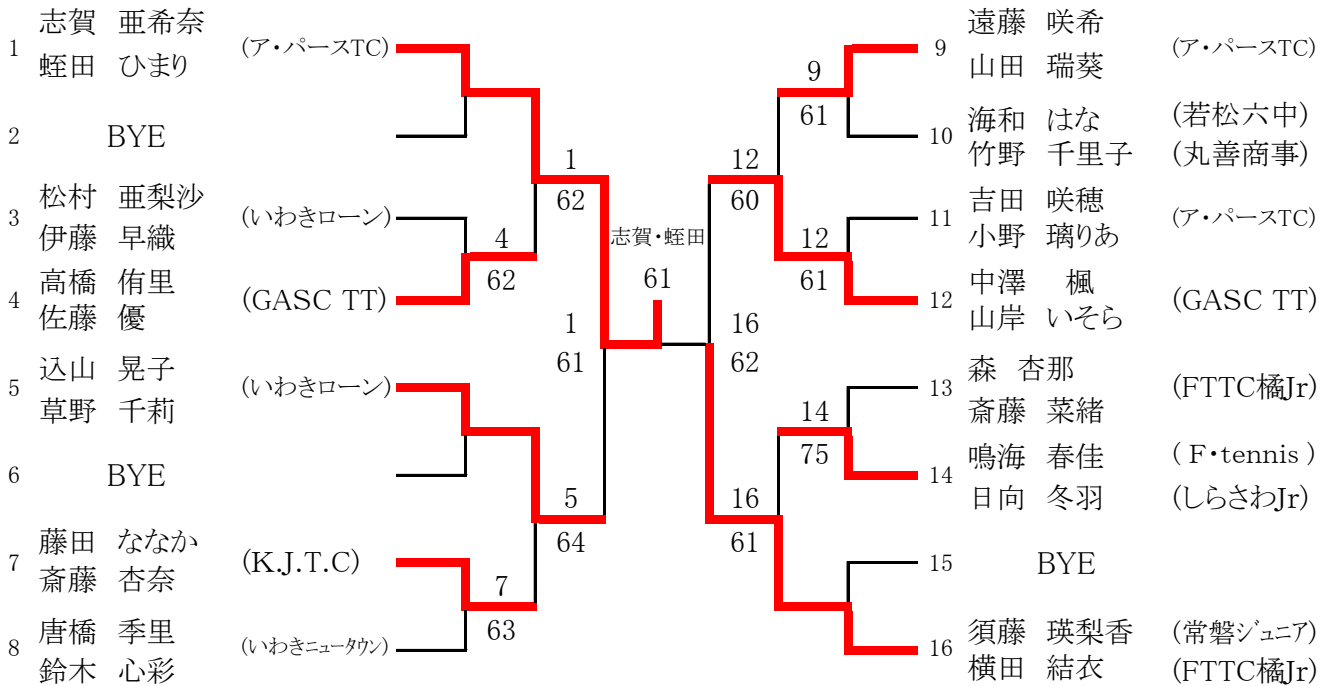 志賀 亜希奈
1 (ア・パースTC)
蛭田 ひまり
2 BYE
松村 亜梨沙
3 (いわきローン)
伊藤 早織
高橋 侑里
4 (GASC TT)
佐藤 優
込山 晃子
5 (いわきローン)
草野 千莉
6 BYE
藤田 ななか
7 (K.J.T.C)
斎藤 杏奈
唐橋 季里
8 (いわきニュータウン)
鈴木 心彩
1
62
4
62
1
61
5
64
7
63
志賀・蛭田
61
9
61
12
60
12
61
16
62
14
75
16
61
遠藤 咲希
9 (ア・パースTC)
山田 瑞葵
海和 はな (若松六中)
10
竹野 千里子 (丸善商事)
吉田 咲穂
11 (ア・パースTC)
小野 璃りあ
中澤 楓
12 (GASC TT)
山岸 いそら
森 杏那
13 (FTTC橘Jr)
斎藤 菜緒
鳴海 春佳 (F・tennis)
14
日向 冬羽 (しらさわJr)
15 BYE
須藤 瑛梨香 (常磐ジュニア)
16
横田 結衣 (FTTC橘Jr)